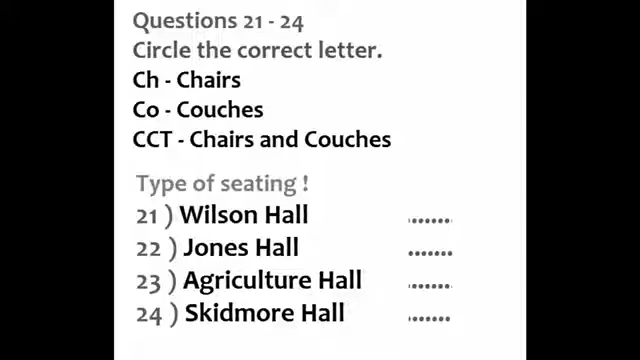 Questions 21 - 24
Circle the correct letter.
Ch - Chairs
Co - Couches
CCT - Chairs and Couches
Type of seating !
21 ) Wilson Hall .......
22 ) Jones Hall .......
23 ) Agriculture Hall .......
24 ) Skidmore Hall .......